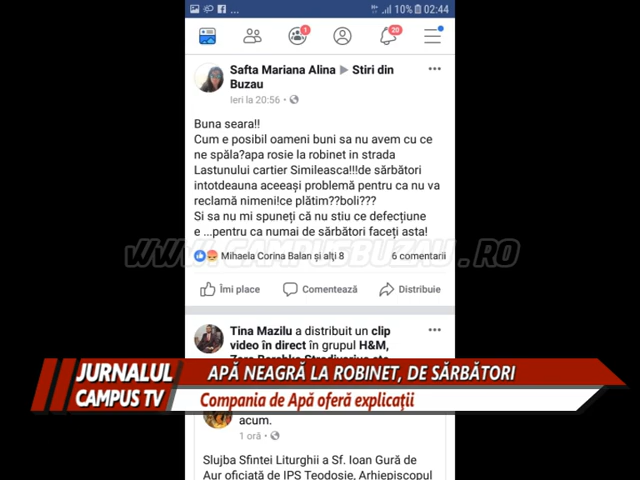 10% 02:44
1
20
Safta Mariana Alina ▶ Stiri din
Buzau
Ieri la 20:56
Buna seara!!
Cum e posibil oameni buni sa nu avem cu ce
ne spăla?apa rosie la robinet in strada
Lastunului cartier Simileasca!!!de sărbători
intotdeauna aceeași problemă pentru ca nu va
reclamă nimeni!ce plătim??boli???
Si sa nu mi spuneți că nu stiu ce defecțiune
e ...pentru ca numai de sărbători faceți asta!
WWW.CAMPUSBUZAU.RO
Mihaela Corina Balan și alți 8 6 comentarii
Îmi place Comentează Distribuie
Tina Mazilu a distribuit un clip
video în direct în grupul H&M,
JURNALUL
CAMPUS TV
APĂ NEAGRĂ LA ROBINET, DE SĂRBĂTORI
Compania de Apă oferă explicații
acum.
1 oră
Slujba Sfintei Liturghii a Sf. Ioan Gură de
Aur oficiată de IPS Teodosie, Arhiepiscopul